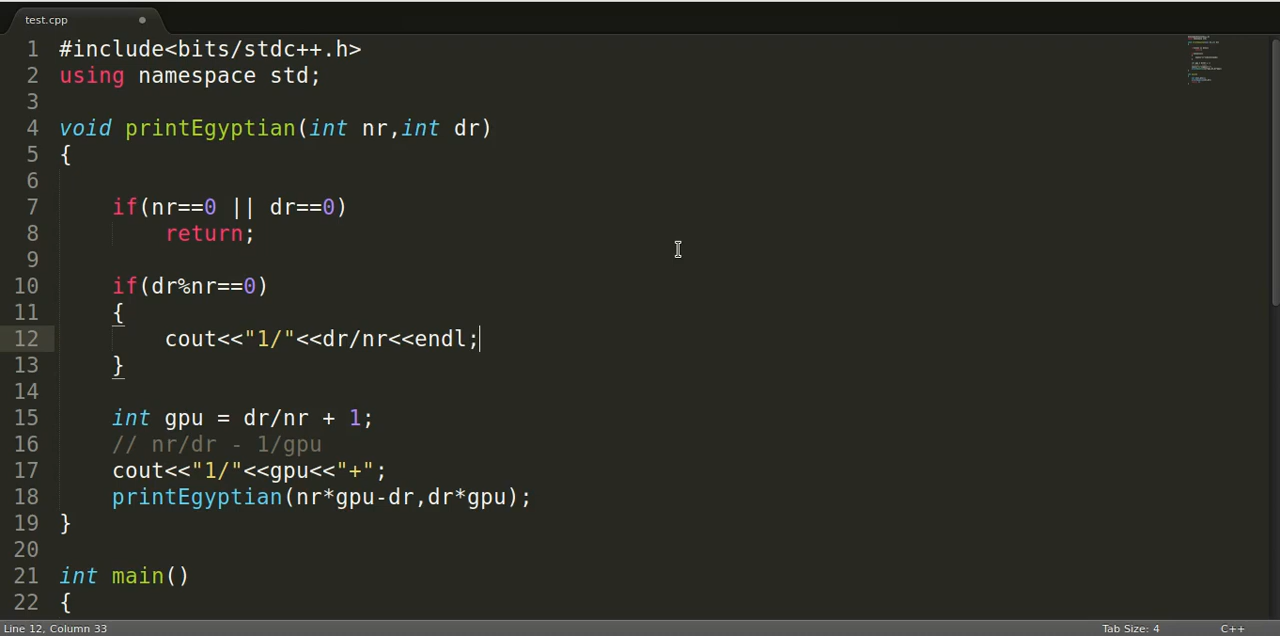 test.cpp
1 #include<bits/stdc++.h>
2 using namespace std;
3
4 void printEgyptian(int nr,int dr)
5 {
6
7     if(nr==0 || dr==0)
8         return;
9
10     if(dr%nr==0)
11     {
12         cout<<"1/"<<dr/nr<<endl;
13     }
14
15     int gpu = dr/nr + 1;
16     // nr/dr - 1/gpu
17     cout<<"1/"<<gpu<<"+";
18     printEgyptian(nr*gpu-dr,dr*gpu);
19 }
20
21 int main()
22 {
Line 12, Column 33 Tab Size: 4 C++